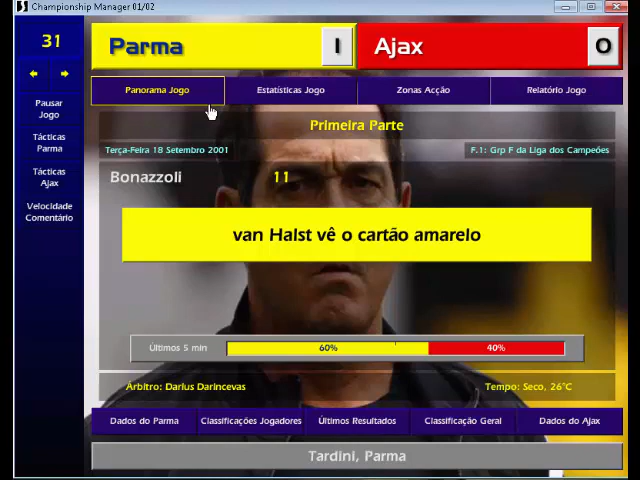 Championship Manager 01/02
31
Parma 1 Ajax 0
Panorama Jogo Estatísticas Jogo Zonas Acção Relatório Jogo
Pausar
Jogo
Tácticas
Parma
Tácticas
Ajax
Velocidade
Comentário
Primeira Parte
Terça-Feira 18 Setembro 2001 F.1: Grp F da Liga dos Campeões
Bonazzoli 11
van Halst vê o cartão amarelo
Últimos 5 min 60% 40%
Árbitro: Darius Darincevas Tempo: Seco, 26°C
Dados do Parma Classificações Jogadores Últimos Resultados Classificação Geral Dados do Ajax
Tardini, Parma